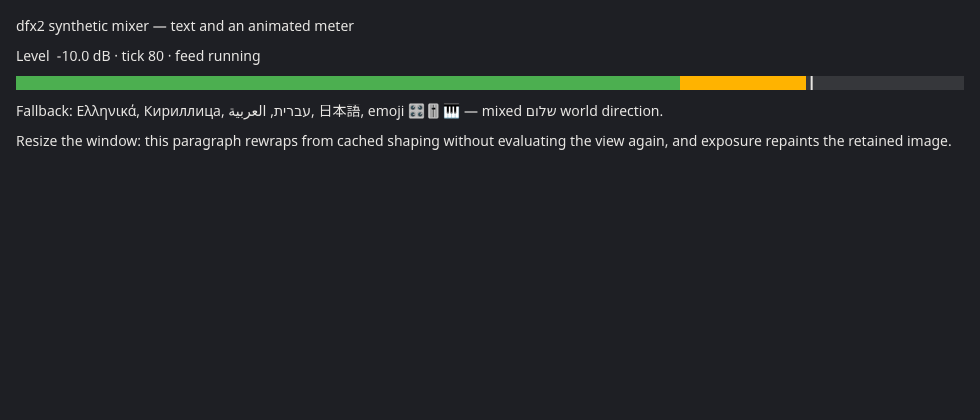 dfx2 synthetic mixer — text and an animated meter
Level -10.0 dB · tick 80 · feed running
Fallback: Ελληνικά, Кириллица, עברית, العربية, 日本語, emoji 🎛️🎚️🎹 — mixed שלום world direction.
Resize the window: this paragraph rewraps from cached shaping without evaluating the view again, and exposure repaints the retained image.